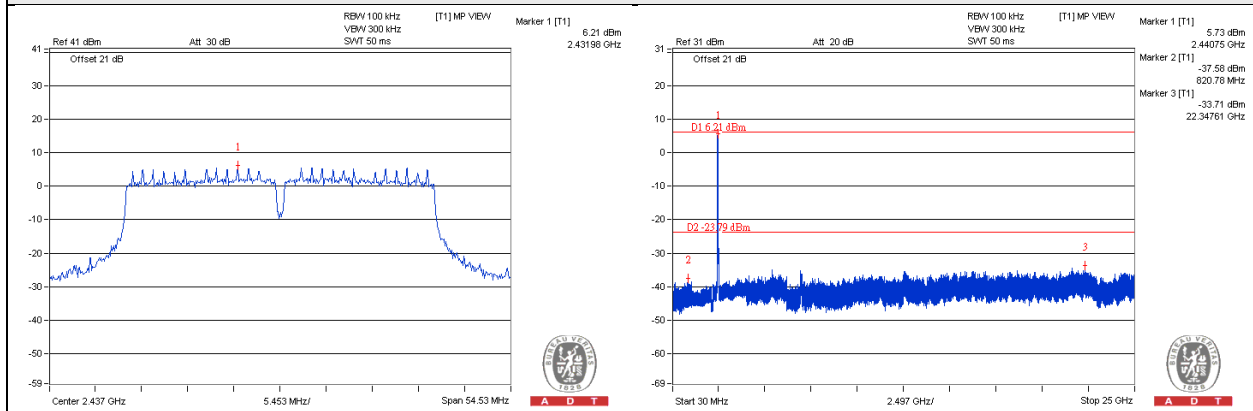 RBW 100 kHz
VBW 300 kHz
SWT 50 ms
[T1] MP VIEW
Ref 41 dBm
Att 30 dB
Marker 1 [T1]
6.21 dBm
2.43198 GHz
Offset 21 dB
41
30
20
10
0
-10
-20
-30
-40
-50
-59
1
Center 2.437 GHz
5.453 MHz/
Span 54.53 MHz
BUREAU VERITAS
1828
A D T
RBW 100 kHz
VBW 300 kHz
SWT 50 ms
[T1] MP VIEW
Ref 31 dBm
Att 20 dB
Marker 1 [T1]
5.73 dBm
2.44075 GHz
Marker 2 [T1]
-37.58 dBm
820.78 MHz
Marker 3 [T1]
-33.71 dBm
22.34761 GHz
Offset 21 dB
31
20
10
0
-10
-20
-30
-40
-50
-60
-69
1
D1 6.21 dBm
D2 -23.79 dBm
2
3
Start 30 MHz
2.497 GHz/
Stop 25 GHz
BUREAU VERITAS
1828
A D T